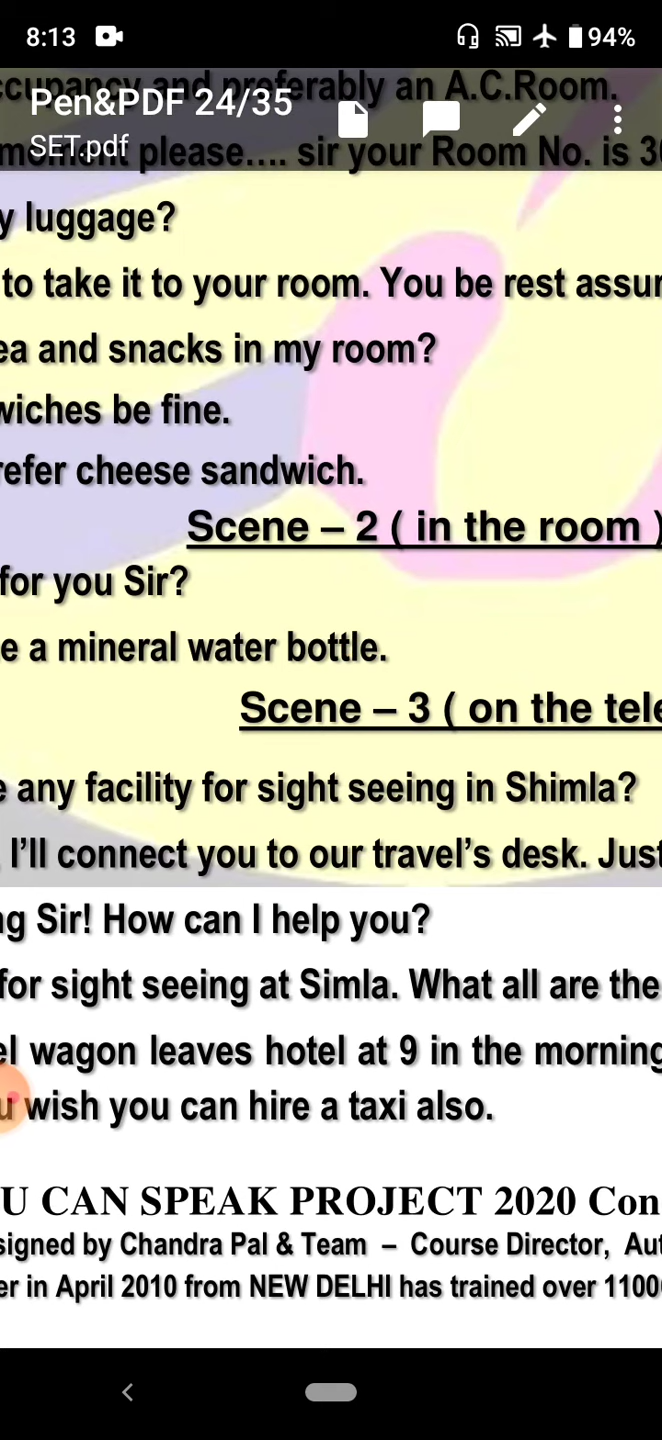 8:13 94%
ccupancy and preferably an A.C.Room.
Pen&PDF 24/35
SET.pdf
moment please…. sir your Room No. is 30
y luggage?
to take it to your room. You be rest assur
ea and snacks in my room?
wiches be fine.
refer cheese sandwich.
Scene – 2 ( in the room )
for you Sir?
e a mineral water bottle.
Scene – 3 ( on the tele
e any facility for sight seeing in Shimla?
I’ll connect you to our travel’s desk. Just
ng Sir! How can I help you?
for sight seeing at Simla. What all are the
el wagon leaves hotel at 9 in the morning
u wish you can hire a taxi also.
U CAN SPEAK PROJECT 2020 Con
signed by Chandra Pal & Team – Course Director, Aut
er in April 2010 from NEW DELHI has trained over 1100